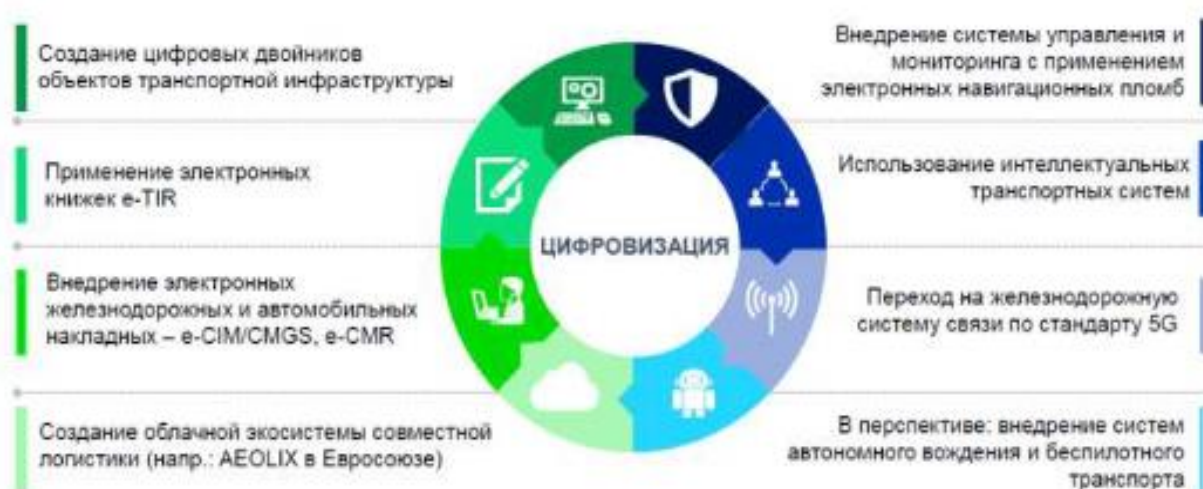 Создание цифровых двойников
объектов транспортной инфраструктуры
Применение электронных
книжек e-TIR
Внедрение электронных
железнодорожных и автомобильных
накладных – e-CIM/СМGS, e-CMR
Создание облачной экосистемы совместной
логистики (напр.: AEOLIX в Евросоюзе)
ЦИФРОВИЗАЦИЯ
Внедрение системы управления и
мониторинга с применением
электронных навигационных пломб
Использование интеллектуальных
транспортных систем
Переход на железнодорожную
систему связи по стандарту 5G
В перспективе: внедрение систем
автономного вождения и беспилотного
транспорта